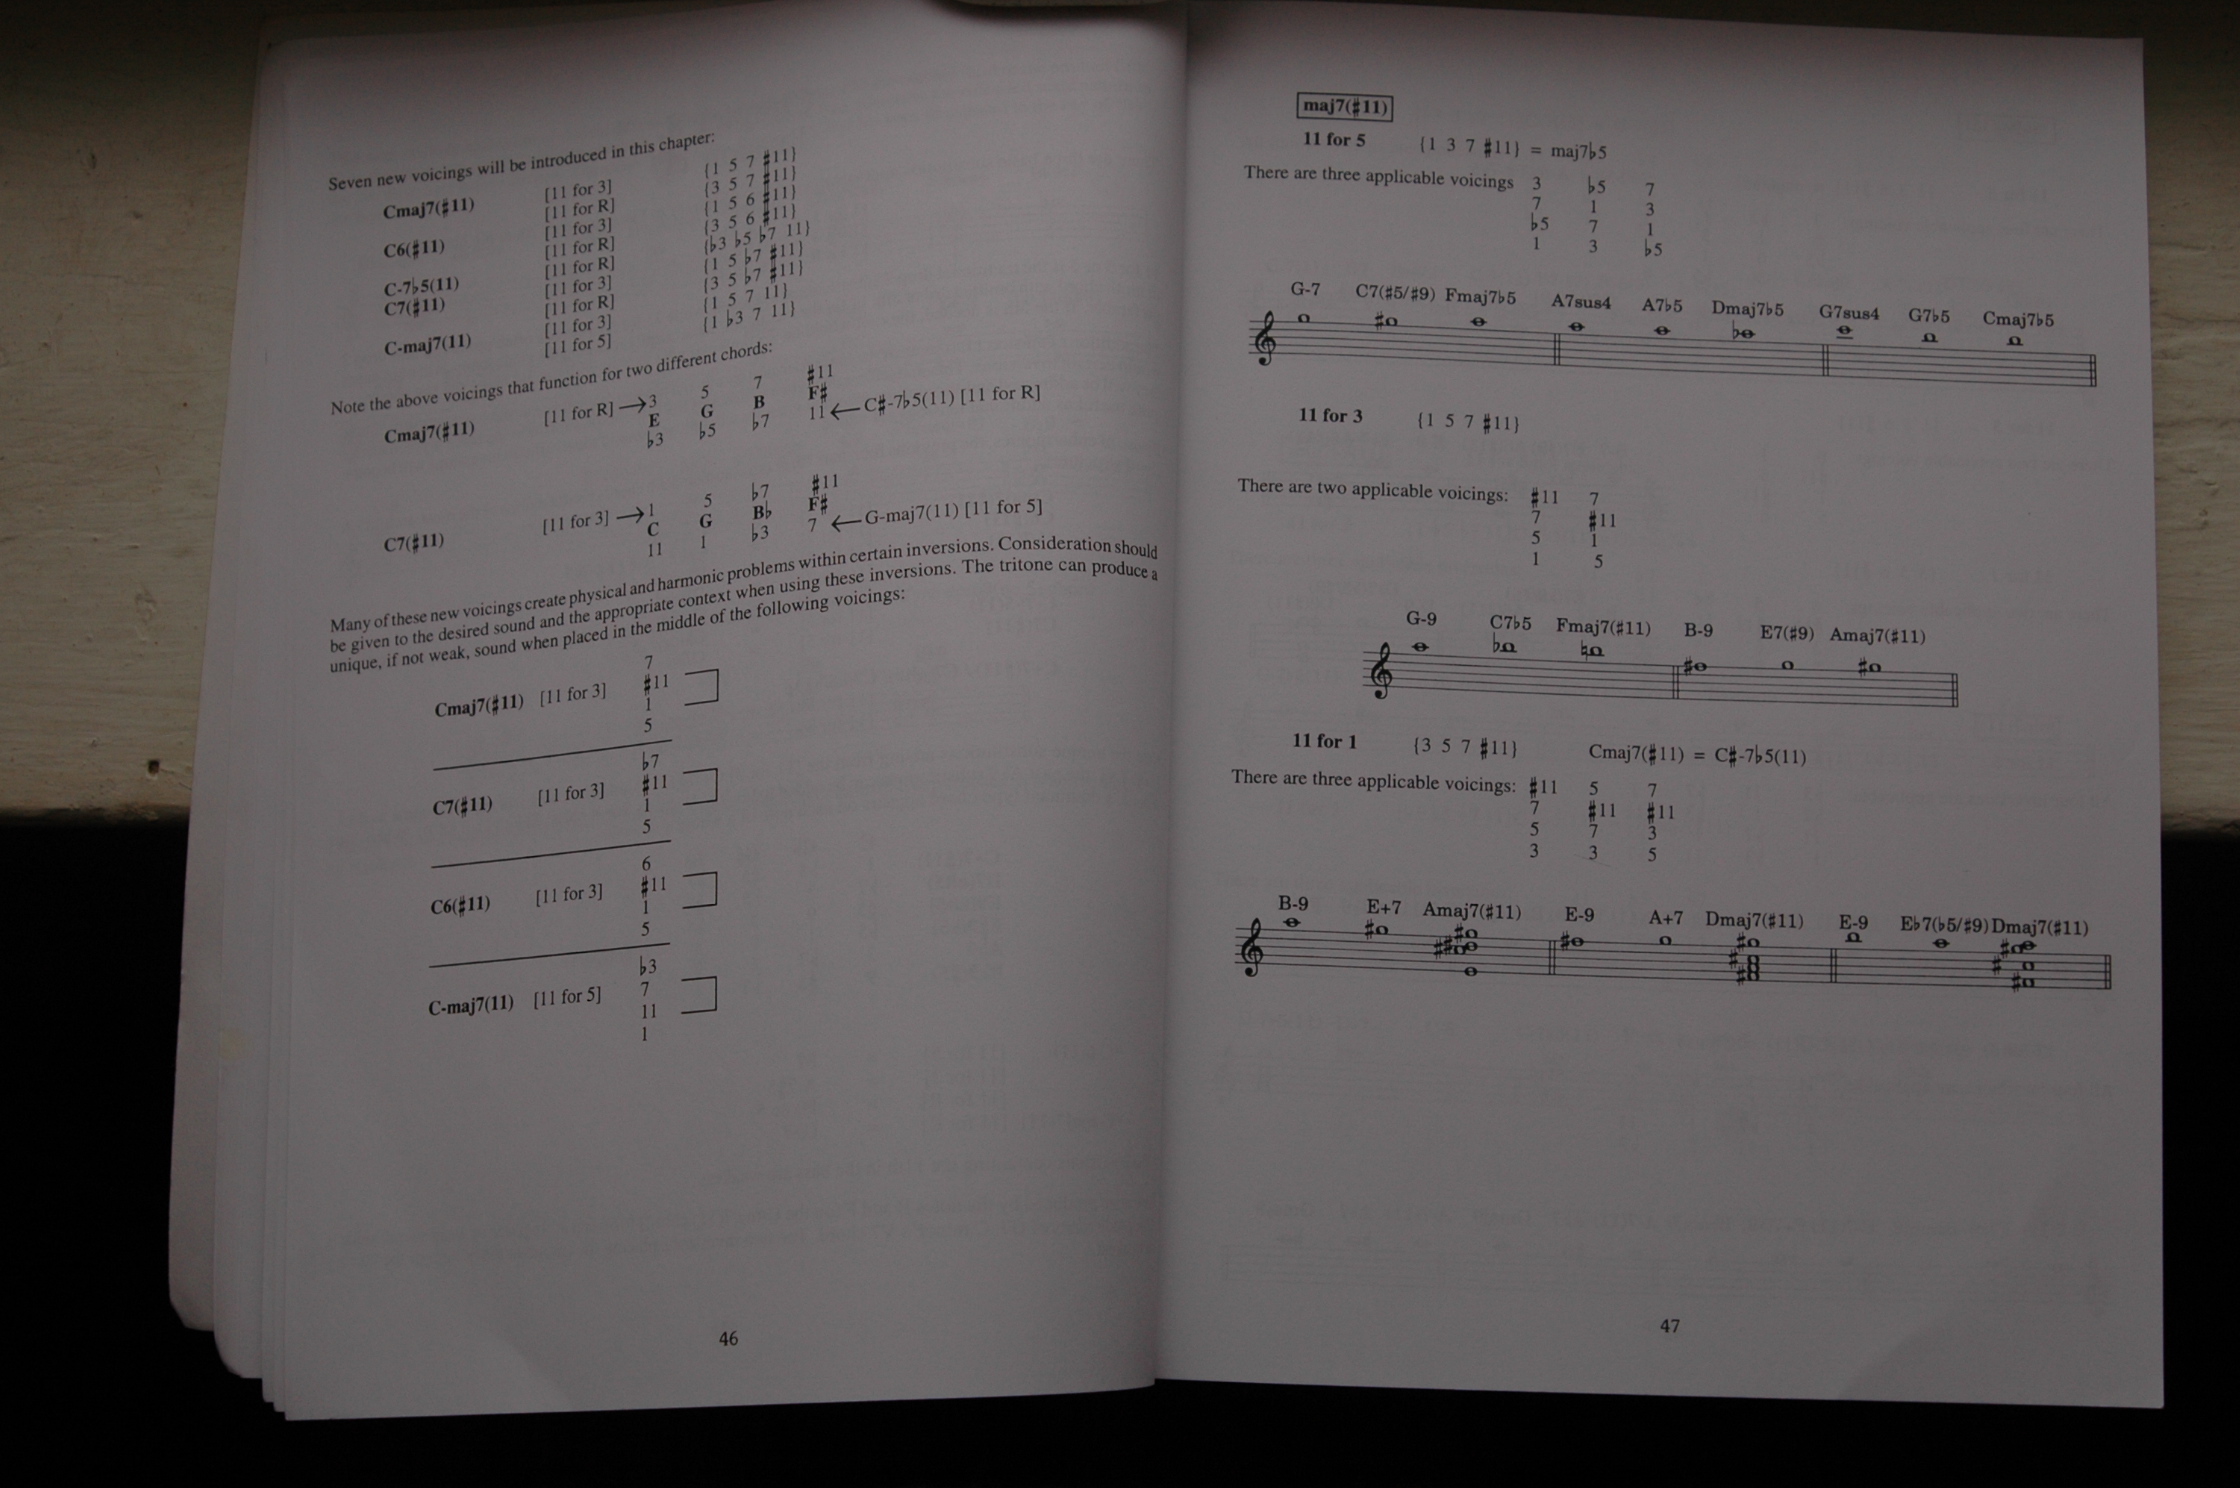 Seven new voicings will be introduced in this chapter:
Cmaj7(♯11) [11 for 3] {1 5 7 ♯11}
[11 for R] {3 5 7 ♯11}
C6(♯11) [11 for 3] {1 5 6 ♯11}
[11 for R] {3 5 6 ♯11}
C-7♭5(11) [11 for R] {♭3 ♭5 ♭7 11}
C7(♯11) [11 for 3] {1 5 ♭7 ♯11}
[11 for R] {3 5 ♭7 ♯11}
C-maj7(11) [11 for 3] {1 5 7 11}
[11 for 5] {1 ♭3 7 11}
Note the above voicings that function for two different chords:
3 5 7 ♯11
Cmaj7(♯11) [11 for R] → E G B F♯
♭3 ♭5 ♭7 11 ← C♯-7♭5(11) [11 for R]
1 5 ♭7 ♯11
C7(♯11) [11 for 3] → C G B♭ F♯
11 1 ♭3 7 ← G-maj7(11) [11 for 5]
Many of these new voicings create physical and harmonic problems within certain inversions. Consideration should
be given to the desired sound and the appropriate context when using these inversions. The tritone can produce a
unique, if not weak, sound when placed in the middle of the following voicings:
7
Cmaj7(♯11) [11 for 3] ♯11
1
5
♭7
C7(♯11) [11 for 3] ♯11
1
5
6
C6(♯11) [11 for 3] ♯11
1
5
♭3
C-maj7(11) [11 for 5] 7
11
1
46
maj7(♯11)
11 for 5 {1 3 7 ♯11} = maj7♭5
There are three applicable voicings 3 ♭5 7
7 1 3
♭5 7 1
1 3 ♭5
G-7 C7(♯5/♯9) Fmaj7♭5 A7sus4 A7♭5 Dmaj7♭5 G7sus4 G7♭5 Cmaj7♭5
11 for 3 {1 5 7 ♯11}
There are two applicable voicings: ♯11 7
7 ♯11
5 1
1 5
G-9 C7♭5 Fmaj7(♯11) B-9 E7(♯9) Amaj7(♯11)
11 for 1 {3 5 7 ♯11} Cmaj7(♯11) = C♯-7♭5(11)
There are three applicable voicings: ♯11 5 7
7 ♯11 ♯11
5 7 3
3 3 5
B-9 E+7 Amaj7(♯11) E-9 A+7 Dmaj7(♯11) E-9 E♭7(♭5/♯9) Dmaj7(♯11)
47